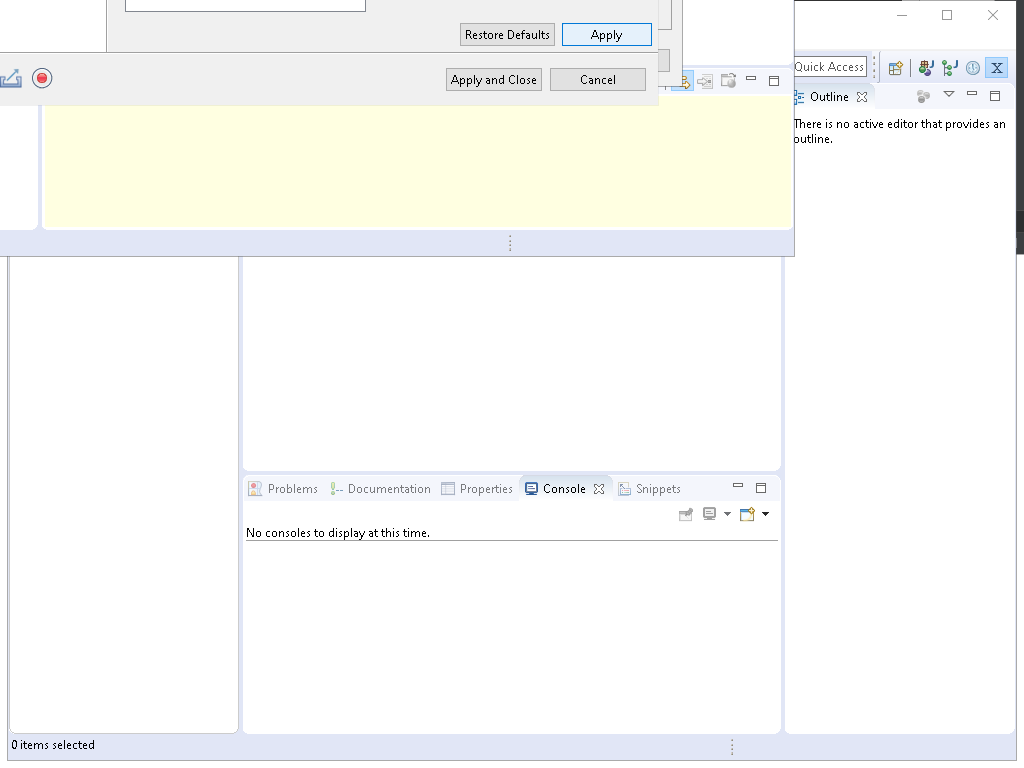 Restore Defaults
Apply
Apply and Close
Cancel
Quick Access
X
Outline
There is no active editor that provides an
outline.
Problems
Documentation
Properties
Console
Snippets
No consoles to display at this time.
0 items selected